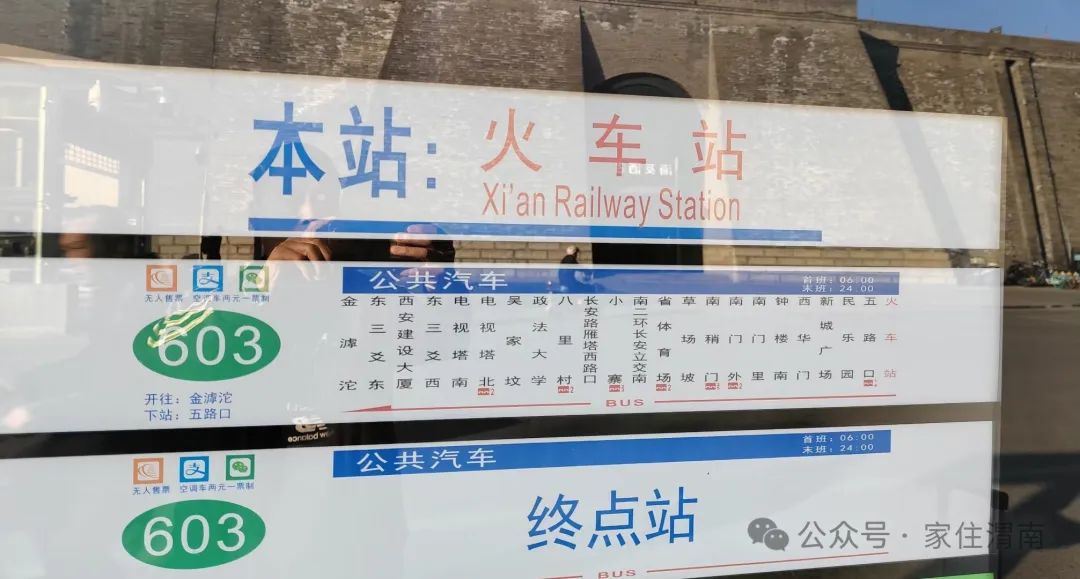 本站：火车站
Xi'an Railway Station
无人售票 空调车两元一票制
603
开往：金滹沱
下站：五路口
公共汽车
首班：06:00
末班：24:00
金滹沱
东三爻东
西安建设大厦
东三爻西
电视塔南
电视塔北
吴家坟
政法大学
八里村
长安路雁塔西路口
小寨
南二环长安立交南
省体育场
草场坡
南稍门
南门外
南门里
钟楼南
西华门
新城广场
民乐园
五路口
火车站
BUS
无人售票 空调车两元一票制
603
公共汽车
首班：06:00
末班：24:00
终点站
BUS
公众号·家住渭南